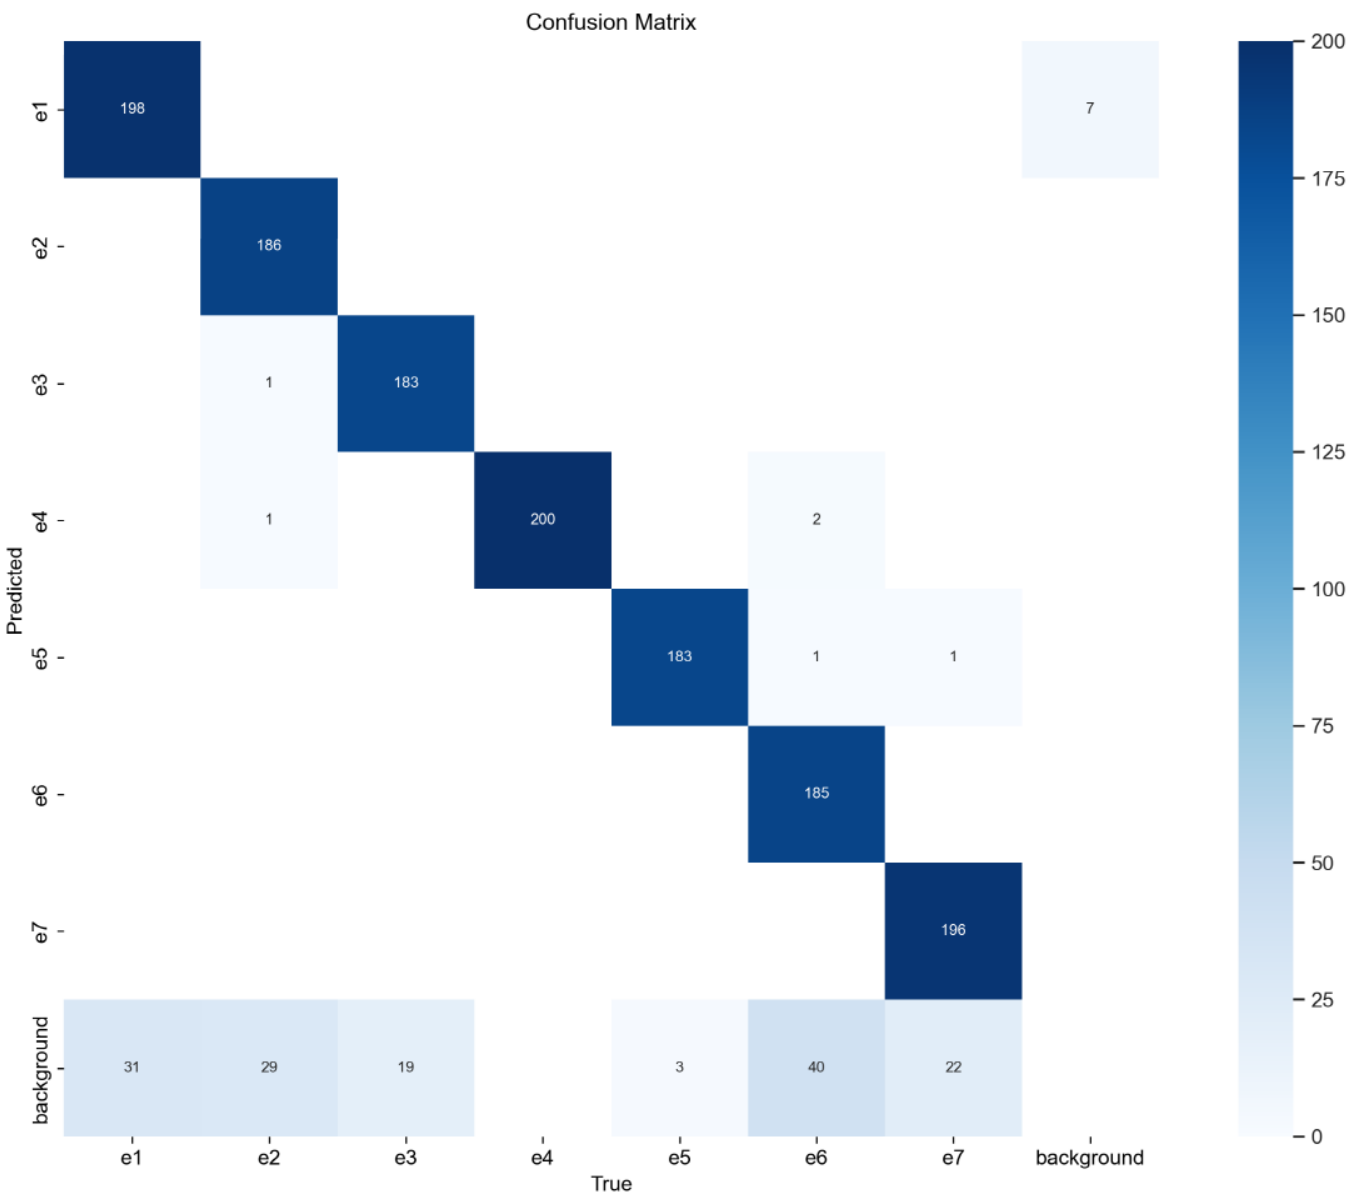 Confusion Matrix
e1
198
7
200
175
e2
186
150
e3
1
183
125
e4
1
200
2
100
Predicted
e5
183
1
1
75
e6
185
50
e7
196
25
background
31
29
19
3
40
22
0
e1 e2 e3 e4 e5 e6 e7 background
True